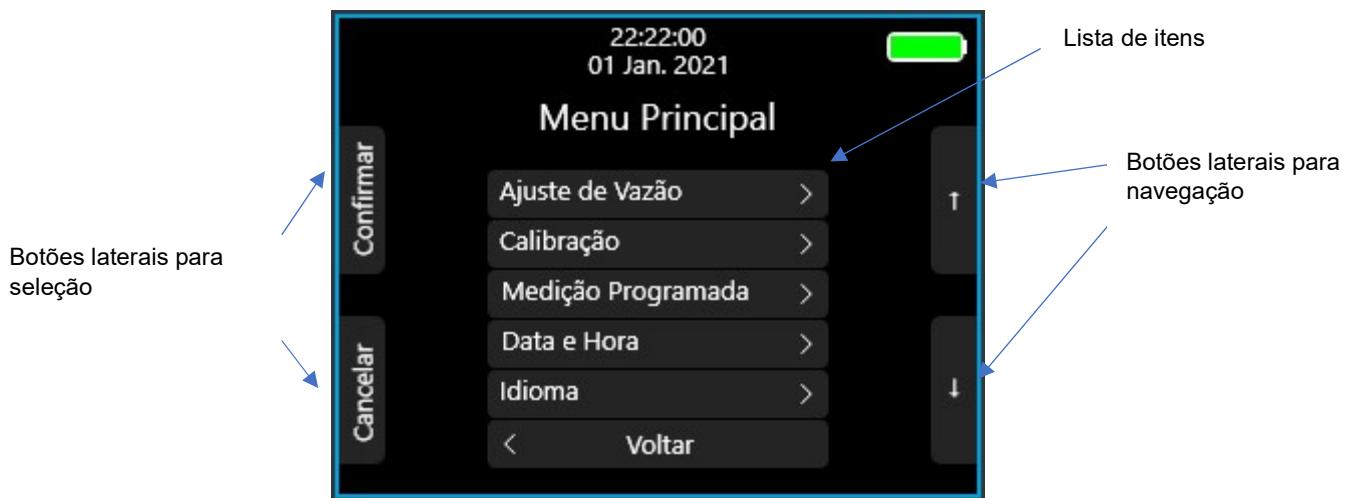 22:22:00
01 Jan. 2021
Menu Principal
Confirmar
Cancelar
Ajuste de Vazão >
Calibração >
Medição Programada >
Data e Hora >
Idioma >
< Voltar
↑
↓
Lista de itens
Botões laterais para
navegação
Botões laterais para
seleção